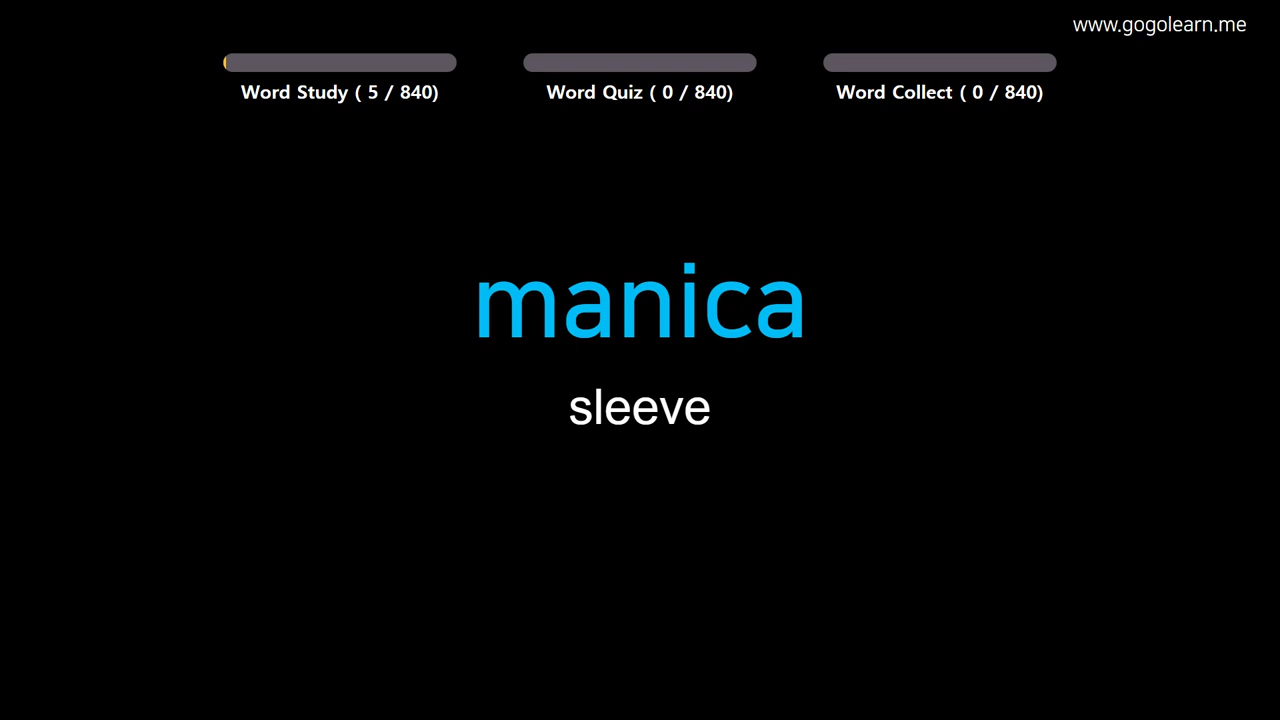 www.gogolearn.me
Word Study ( 5 / 840)
Word Quiz ( 0 / 840)
Word Collect ( 0 / 840)
manica
sleeve